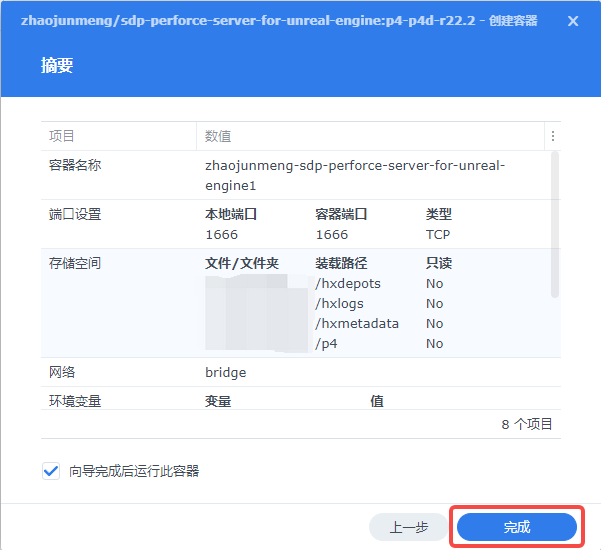 zhaojunmeng/sdp-perforce-server-for-unreal-engine:p4-p4d-r22.2 - 创建容器
摘要
项目 数值
容器名称 zhaojunmeng-sdp-perforce-server-for-unreal-
engine1
端口设置 本地端口 容器端口 类型
1666 1666 TCP
存储空间 文件/文件夹 装载路径 只读
/hxdepots No
/hxlogs No
/hxmetadata No
/p4 No
网络 bridge
环境变量 变量 值
8 个项目
向导完成后运行此容器
上一步 完成